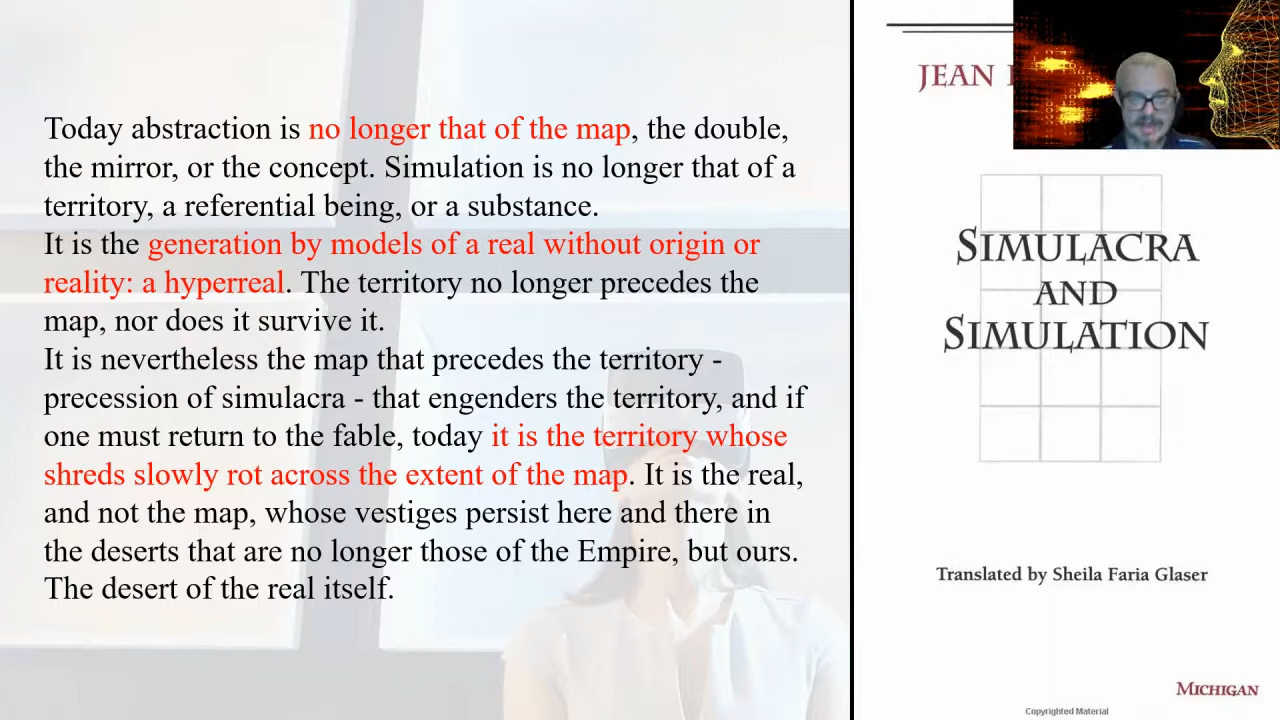 Today abstraction is no longer that of the map, the double,
the mirror, or the concept. Simulation is no longer that of a
territory, a referential being, or a substance.
It is the generation by models of a real without origin or
reality: a hyperreal. The territory no longer precedes the
map, nor does it survive it.
It is nevertheless the map that precedes the territory -
precession of simulacra - that engenders the territory, and if
one must return to the fable, today it is the territory whose
shreds slowly rot across the extent of the map. It is the real,
and not the map, whose vestiges persist here and there in
the deserts that are no longer those of the Empire, but ours.
The desert of the real itself.
JEAN
SIMULACRA
AND
SIMULATION
Translated by Sheila Faria Glaser
MICHIGAN
Copyrighted Material